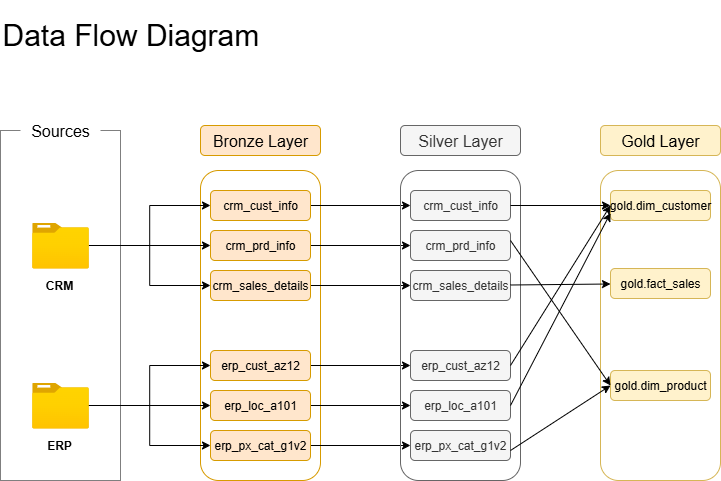 Data Flow Diagram
Sources
Bronze Layer
Silver Layer
Gold Layer
CRM
ERP
crm_cust_info
crm_prd_info
crm_sales_details
erp_cust_az12
erp_loc_a101
erp_px_cat_g1v2
crm_cust_info
crm_prd_info
crm_sales_details
erp_cust_az12
erp_loc_a101
erp_px_cat_g1v2
gold.dim_customer
gold.fact_sales
gold.dim_product